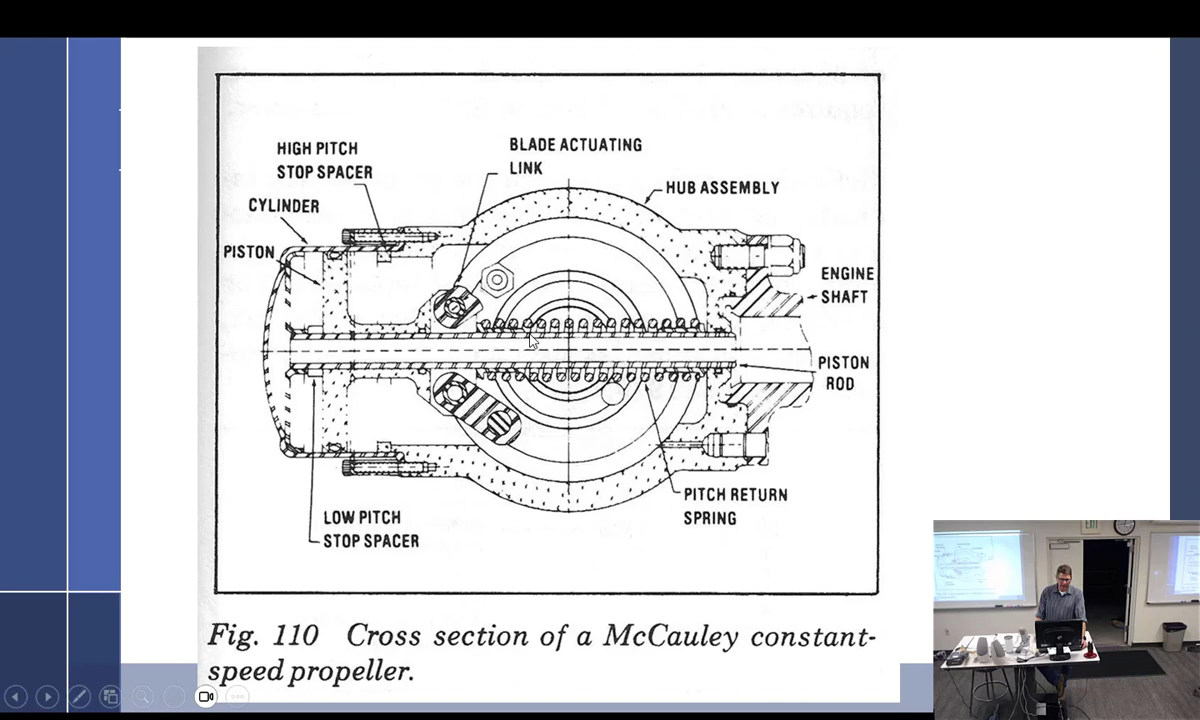 HIGH PITCH
STOP SPACER
BLADE ACTUATING
LINK
HUB ASSEMBLY
CYLINDER
PISTON
ENGINE
SHAFT
PISTON
ROD
PITCH RETURN
SPRING
LOW PITCH
STOP SPACER
Fig. 110 Cross section of a McCauley constant-
speed propeller.
EXIT